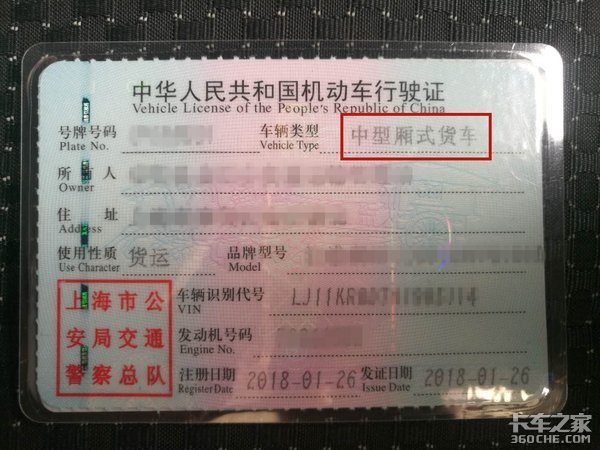 中华人民共和国机动车行驶证
Vehicle License of the People's Republic of China
号牌号码 车辆类型 中型厢式货车
Plate No. Vehicle Type
所有人
Owner
住址
Address
使用性质 货运 品牌型号
Use Character Model
车辆识别代号
VIN
发动机号码
Engine No.
注册日期 2018-01-26 发证日期 2018-01-26
Register Date Issue Date
上海市公
安局交通
警察总队
卡车之家
360CHE.COM